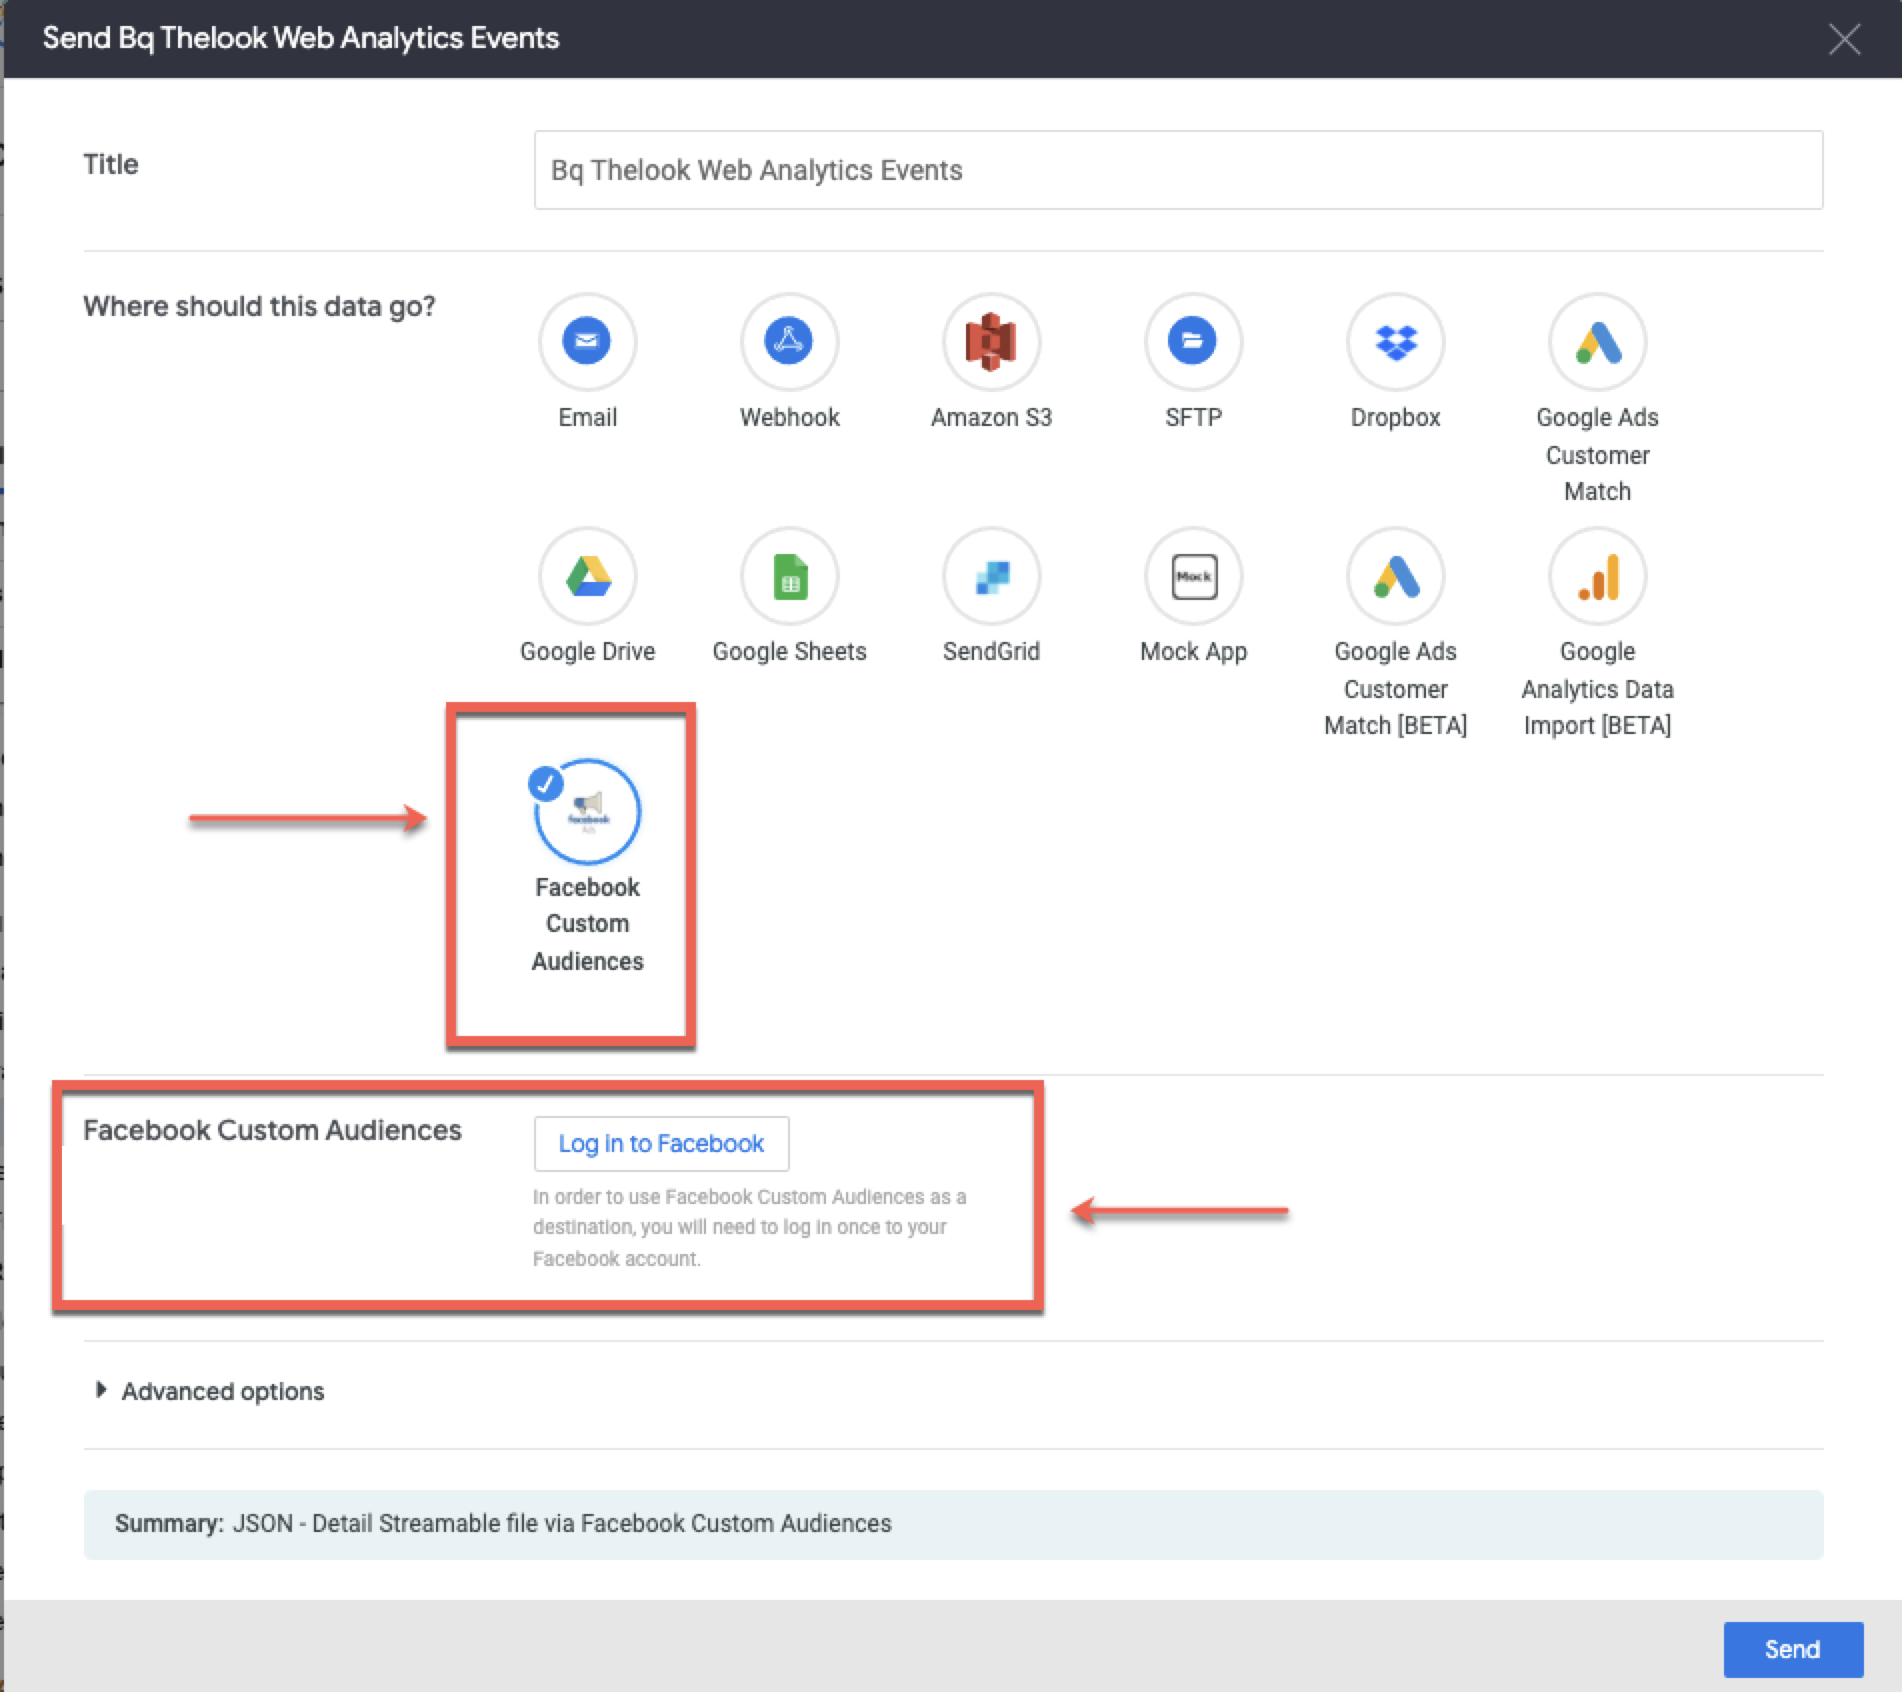 Send Bq Thelook Web Analytics Events
Title
Bq Thelook Web Analytics Events
Where should this data go?
Email
Webhook
Amazon S3
SFTP
Dropbox
Google Ads
Customer
Match
Mock
Google Drive
Google Sheets
SendGrid
Mock App
Google Ads
Customer
Match [BETA]
Google
Analytics Data
Import [BETA]
facebook
Ads
Facebook
Custom
Audiences
Facebook Custom Audiences
Log in to Facebook
In order to use Facebook Custom Audiences as a
destination, you will need to log in once to your
Facebook account.
Advanced options
Summary: JSON - Detail Streamable file via Facebook Custom Audiences
Send